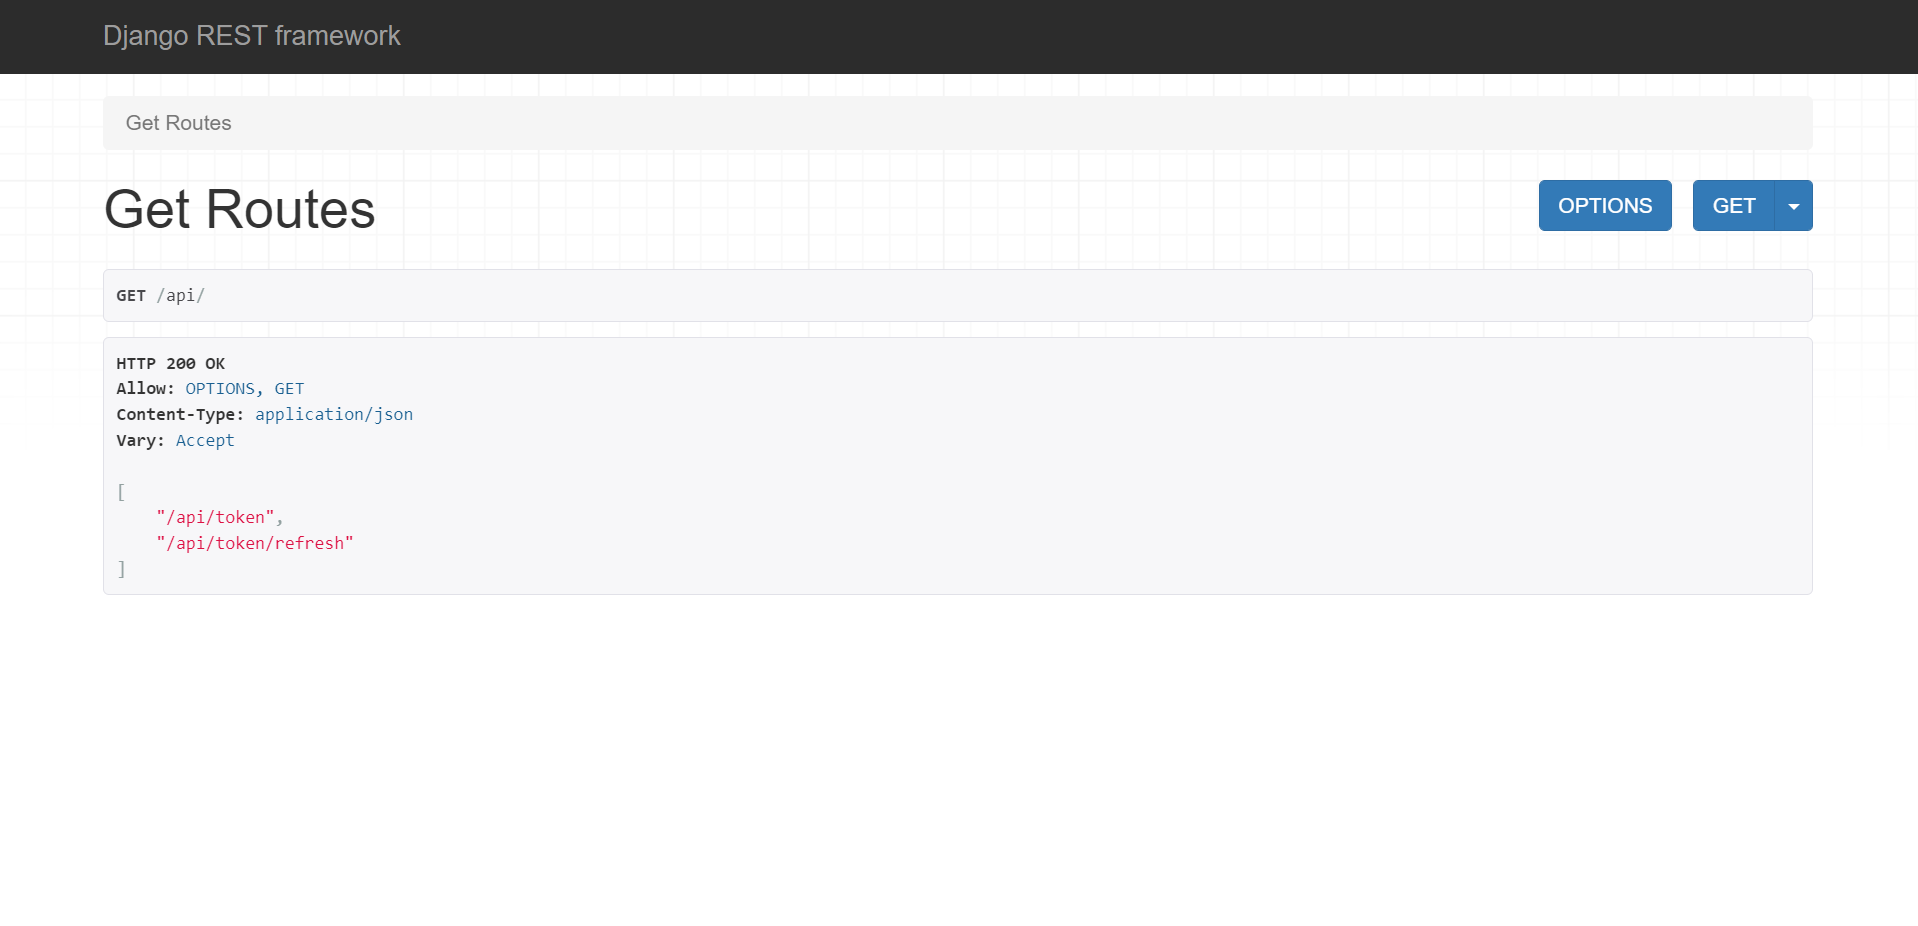 Django REST framework
Get Routes
Get Routes
OPTIONS
GET
GET /api/
HTTP 200 OK
Allow: OPTIONS, GET
Content-Type: application/json
Vary: Accept
[
    "/api/token",
    "/api/token/refresh"
]